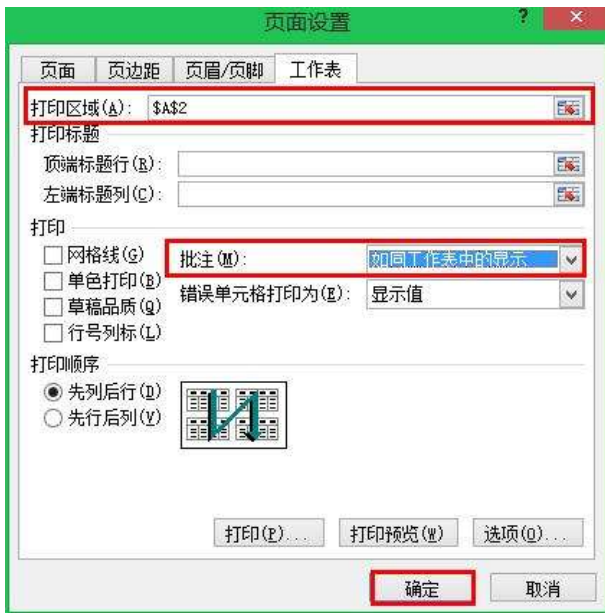 页面设置 ? ×
页面 页边距 页眉/页脚 工作表
打印区域(A): $A$2
打印标题
顶端标题行(R):
左端标题列(C):
打印
网格线(G) 批注(M): 如同工作表中的显示
单色打印(B)
错误单元格打印为(E): 显示值
草稿品质(Q)
行号列标(L)
打印顺序
先列后行(D)
先行后列(V)
打印(P)... 打印预览(W) 选项(O)...
确定 取消